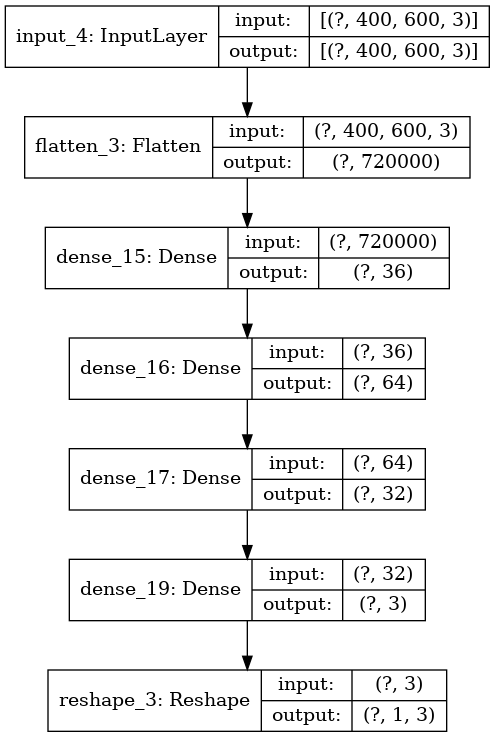 input_4: InputLayer
input: [(?, 400, 600, 3)]
output: [(?, 400, 600, 3)]
flatten_3: Flatten
input: (?, 400, 600, 3)
output: (?, 720000)
dense_15: Dense
input: (?, 720000)
output: (?, 36)
dense_16: Dense
input: (?, 36)
output: (?, 64)
dense_17: Dense
input: (?, 64)
output: (?, 32)
dense_19: Dense
input: (?, 32)
output: (?, 3)
reshape_3: Reshape
input: (?, 3)
output: (?, 1, 3)